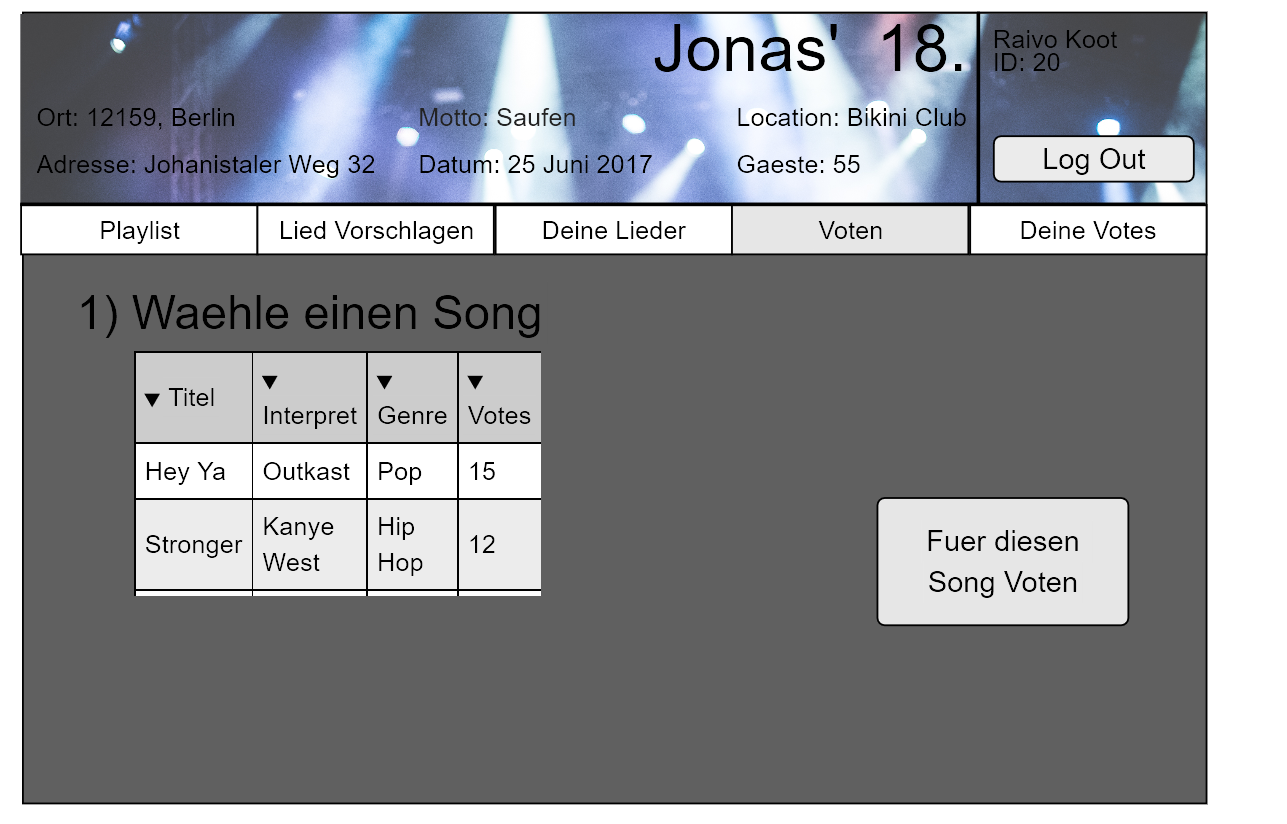 Jonas' 18.
Raivo Koot
ID: 20
Ort: 12159, Berlin
Motto: Saufen
Location: Bikini Club
Adresse: Johanistaler Weg 32
Datum: 25 Juni 2017
Gaeste: 55
Log Out
Playlist
Lied Vorschlagen
Deine Lieder
Voten
Deine Votes
1) Waehle einen Song
▼ Titel
▼
Interpret
▼
Genre
▼
Votes
Hey Ya
Outkast
Pop
15
Stronger
Kanye
West
Hip
Hop
12
Fuer diesen
Song Voten